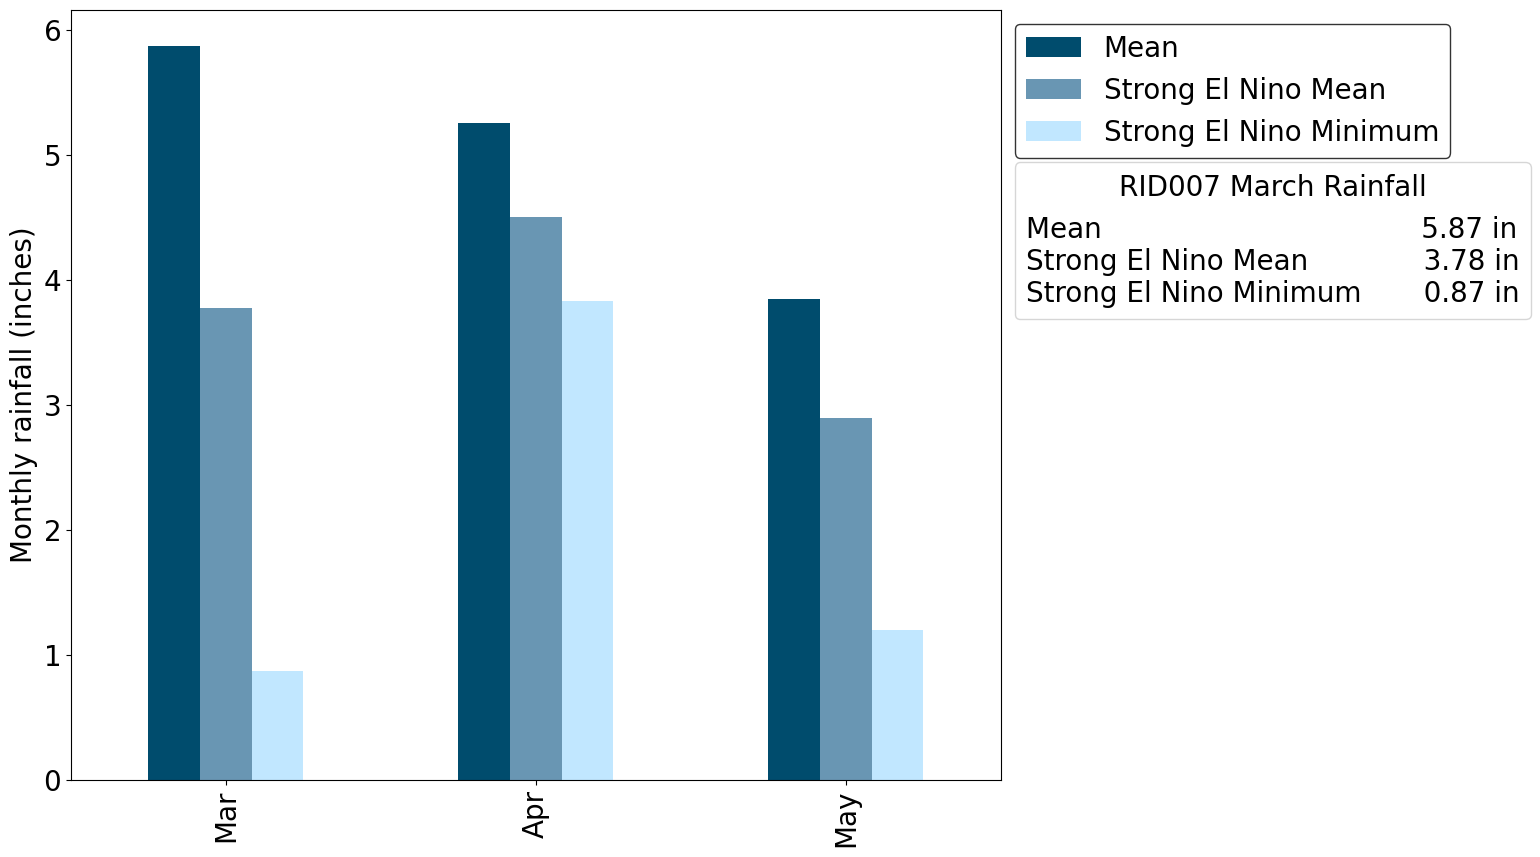 6
5
4
3
2
1
0
Monthly rainfall (inches)
Mar
Apr
May
Mean
Strong El Nino Mean
Strong El Nino Minimum
RID007 March Rainfall
Mean 5.87 in
Strong El Nino Mean 3.78 in
Strong El Nino Minimum 0.87 in